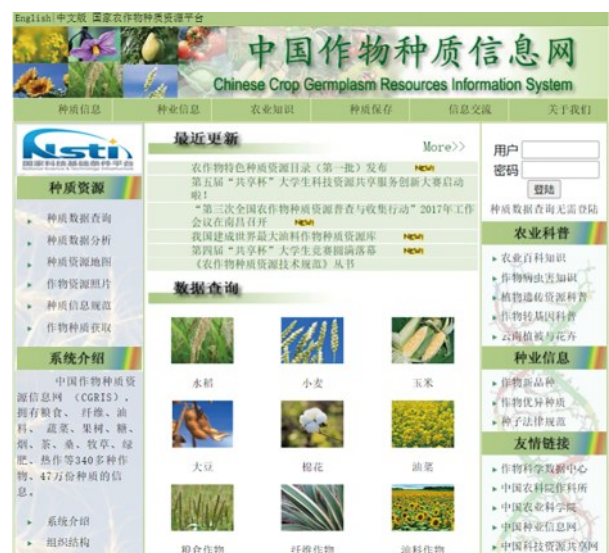 English|中文版 国家农作物种质资源平台
中国作物种质信息网
Chinese Crop Germplasm Resources Information System
种质信息 种业信息 农业知识 种质保存 信息交流 关于我们
nsti
国家科技基础条件平台
种质资源
种质数据查询
种质数据分析
种质资源地图
作物资源照片
种质信息规范
作物种质获取
系统介绍
中国作物种质资
源信息网 （CGRIS），
拥有粮食、 纤维、油
料、 蔬菜、果树、糖、
烟、茶、桑、牧草、绿
肥、热作等340多种作
物、47万份种质的信
息。
系统介绍
组织结构
最近更新
More>>
农作物特色种质资源目录（第一批）发布 NEW!
第五届“共享杯”大学生科技资源共享服务创新大赛启动
啦！
“第三次全国农作物种质资源普查与收集行动”2017年工作
会议在南昌召开 NEW!
我国建成世界最大油料作物种质资源库 NEW!
第四届“共享杯”大学生竞赛圆满落幕 NEW!
《农作物种质资源技术规范》丛书
数据查询
水稻 小麦 玉米
大豆 棉花 油菜
粮食作物 纤维作物 油料作物
用户
密码
登陆
种质数据查询无需登陆
农业科普
农业百科知识
作物病虫害知识
植物遗传资源科普
作物转基因科普
云南植被与花卉
种业信息
作物新品种
作物优异种质
种子法律规范
友情链接
作物科学数据中心
中国农科院作科所
中国农业科学院
中国种业信息网
中国科技资源共享网